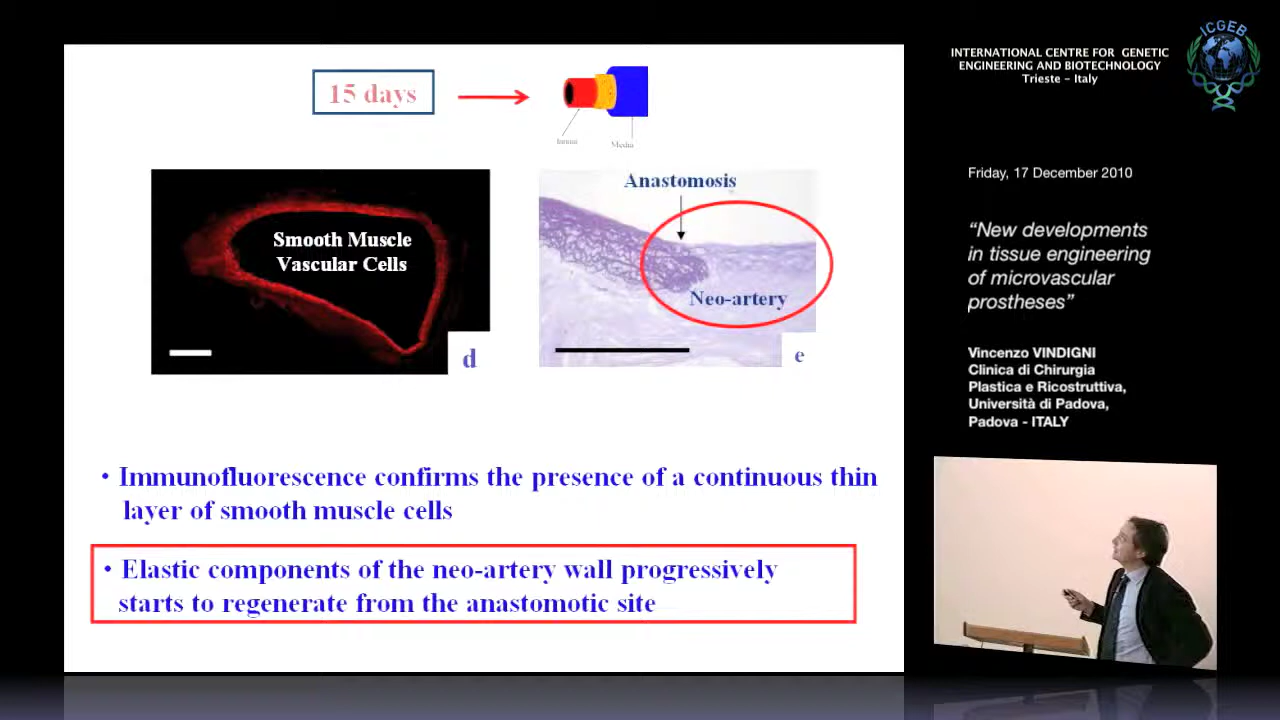 15 days
Intima
Media
Smooth Muscle
Vascular Cells
d
Anastomosis
Neo-artery
e
• Immunofluorescence confirms the presence of a continuous thin
layer of smooth muscle cells
• Elastic components of the neo-artery wall progressively
starts to regenerate from the anastomotic site
INTERNATIONAL CENTRE FOR GENETIC
ENGINEERING AND BIOTECHNOLOGY
Trieste – Italy
ICGEB
Friday, 17 December 2010
“New developments
in tissue engineering
of microvascular
prostheses”
Vincenzo VINDIGNI
Clinica di Chirurgia
Plastica e Ricostruttiva,
Università di Padova,
Padova - ITALY